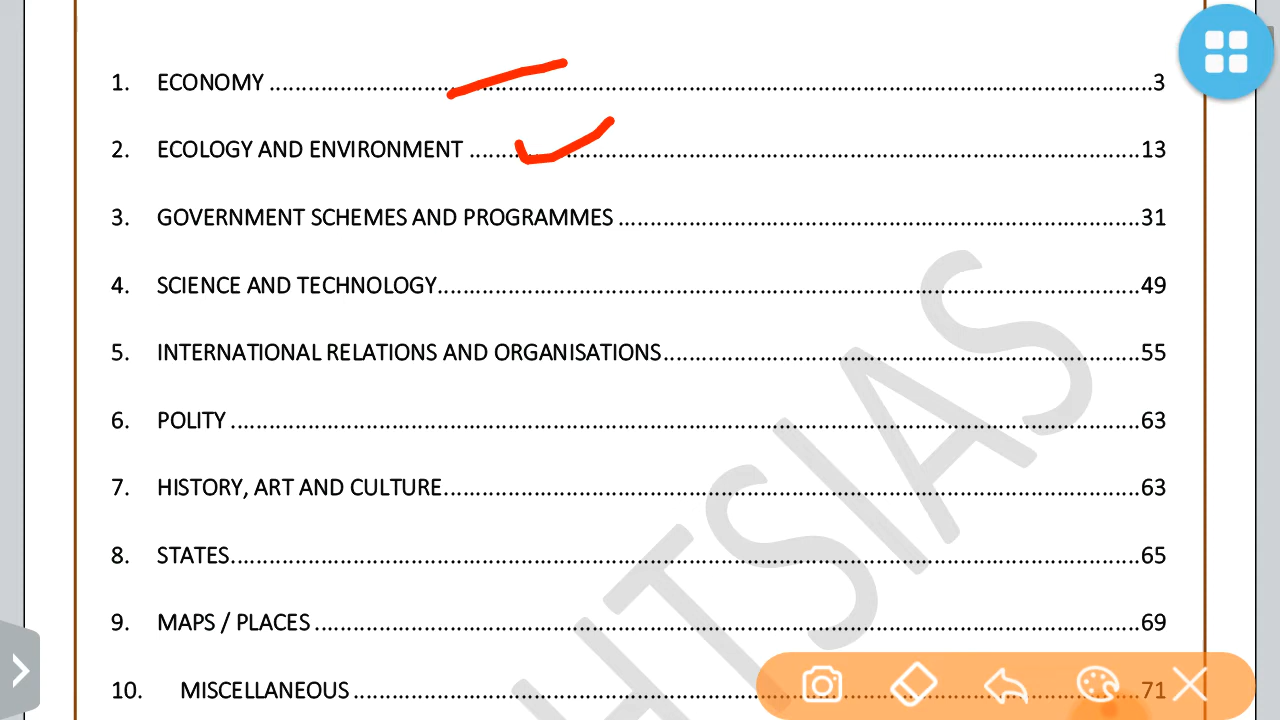 1. ECONOMY ........................................................................................................................................3
2. ECOLOGY AND ENVIRONMENT .......................................................................................................13
3. GOVERNMENT SCHEMES AND PROGRAMMES ................................................................................31
4. SCIENCE AND TECHNOLOGY............................................................................................................49
5. INTERNATIONAL RELATIONS AND ORGANISATIONS.........................................................................55
6. POLITY ............................................................................................................................................63
7. HISTORY, ART AND CULTURE...........................................................................................................63
8. STATES............................................................................................................................................65
9. MAPS / PLACES ...............................................................................................................................69
10. MISCELLANEOUS ..........................................................................................................................71
HTSIAS